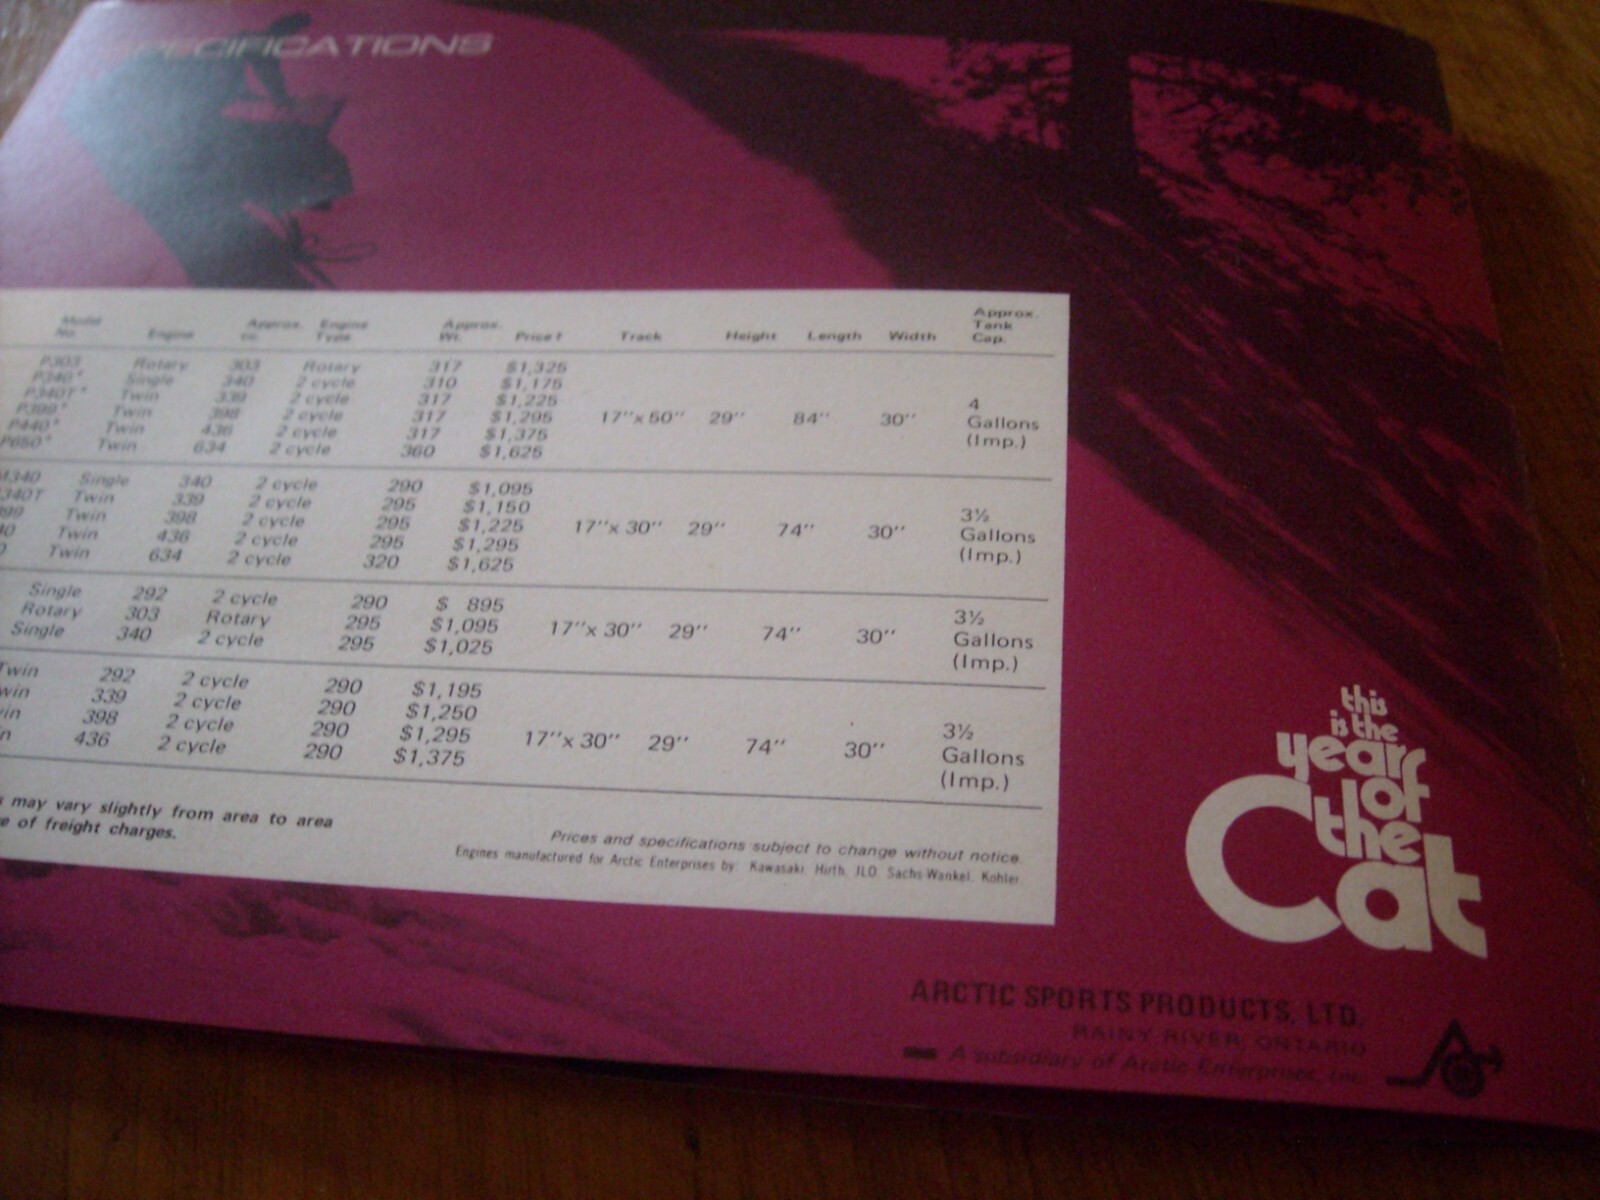 SPECIFICATIONS
Model No. Engine Approx. cc. Engine Type Approx. Wt. Price† Track Height Length Width Approx. Tank Cap.
P303 Rotary 303 Rotary 317 $1,325
P340* Single 340 2 cycle 310 $1,175
P340T* Twin 339 2 cycle 317 $1,225
P399* Twin 398 2 cycle 317 $1,295
P440* Twin 436 2 cycle 317 $1,375
P650* Twin 634 2 cycle 360 $1,625
17''x 50'' 29'' 84'' 30'' 4 Gallons (Imp.)
M340 Single 340 2 cycle 290 $1,095
340T Twin 339 2 cycle 295 $1,150
99 Twin 398 2 cycle 295 $1,225
40 Twin 436 2 cycle 295 $1,295
0 Twin 634 2 cycle 320 $1,625
17''x 30'' 29'' 74'' 30'' 3½ Gallons (Imp.)
Single 292 2 cycle 290 $ 895
Rotary 303 Rotary 295 $1,095
Single 340 2 cycle 295 $1,025
17''x 30'' 29'' 74'' 30'' 3½ Gallons (Imp.)
Twin 292 2 cycle 290 $1,195
win 339 2 cycle 290 $1,250
in 398 2 cycle 290 $1,295
n 436 2 cycle 290 $1,375
17''x 30'' 29'' 74'' 30'' 3½ Gallons (Imp.)
s may vary slightly from area to area
e of freight charges.
Prices and specifications subject to change without notice.
Engines manufactured for Arctic Enterprises by: Kawasaki, Hirth, JLO, Sachs-Wankel, Kohler.
this
is the
year
of
the
Cat
ARCTIC SPORTS PRODUCTS, LTD.
RAINY RIVER, ONTARIO
A subsidiary of Arctic Enterprises, Inc.